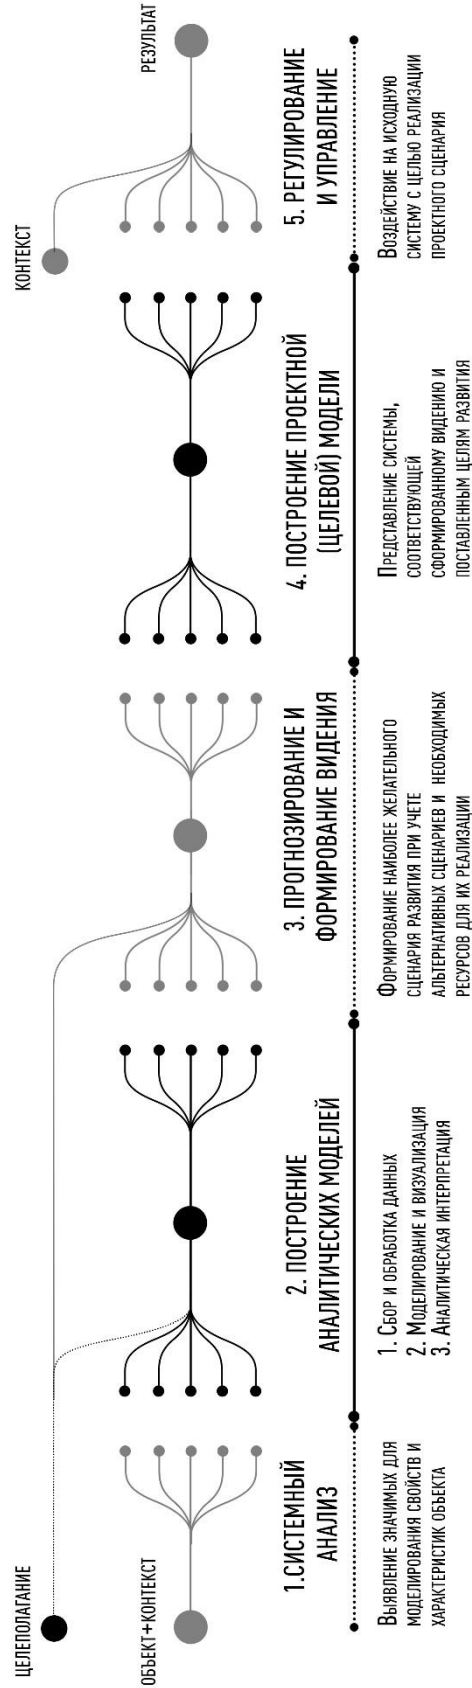 ЦЕЛЕПОЛАГАНИЕ
ОБЪЕКТ+КОНТЕКСТ
1.СИСТЕМНЫЙ
АНАЛИЗ
ВЫЯВЛЕНИЕ ЗНАЧИМЫХ ДЛЯ
МОДЕЛИРОВАНИЯ СВОЙСТВ И
ХАРАКТЕРИСТИК ОБЪЕКТА
2. ПОСТРОЕНИЕ
АНАЛИТИЧЕСКИХ МОДЕЛЕЙ
1. СБОР И ОБРАБОТКА ДАННЫХ
2. МОДЕЛИРОВАНИЕ И ВИЗУАЛИЗАЦИЯ
3. АНАЛИТИЧЕСКАЯ ИНТЕРПРЕТАЦИЯ
3. ПРОГНОЗИРОВАНИЕ И
ФОРМИРОВАНИЕ ВИДЕНИЯ
ФОРМИРОВАНИЕ НАИБОЛЕЕ ЖЕЛАТЕЛЬНОГО
СЦЕНАРИЯ РАЗВИТИЯ ПРИ УЧЕТЕ
АЛЬТЕРНАТИВНЫХ СЦЕНАРИЕВ И НЕОБХОДИМЫХ
РЕСУРСОВ ДЛЯ ИХ РЕАЛИЗАЦИИ
4. ПОСТРОЕНИЕ ПРОЕКТНОЙ
(ЦЕЛЕВОЙ) МОДЕЛИ
ПРЕДСТАВЛЕНИЕ СИСТЕМЫ,
СООТВЕТСТВУЮЩЕЙ
СФОРМИРОВАННОМУ ВИДЕНИЮ И
ПОСТАВЛЕННЫМ ЦЕЛЯМ РАЗВИТИЯ
КОНТЕКСТ
РЕЗУЛЬТАТ
5. РЕГУЛИРОВАНИЕ
И УПРАВЛЕНИЕ
ВОЗДЕЙСТВИЕ НА ИСХОДНУЮ
СИСТЕМУ С ЦЕЛЬЮ РЕАЛИЗАЦИИ
ПРОЕКТНОГО СЦЕНАРИЯ